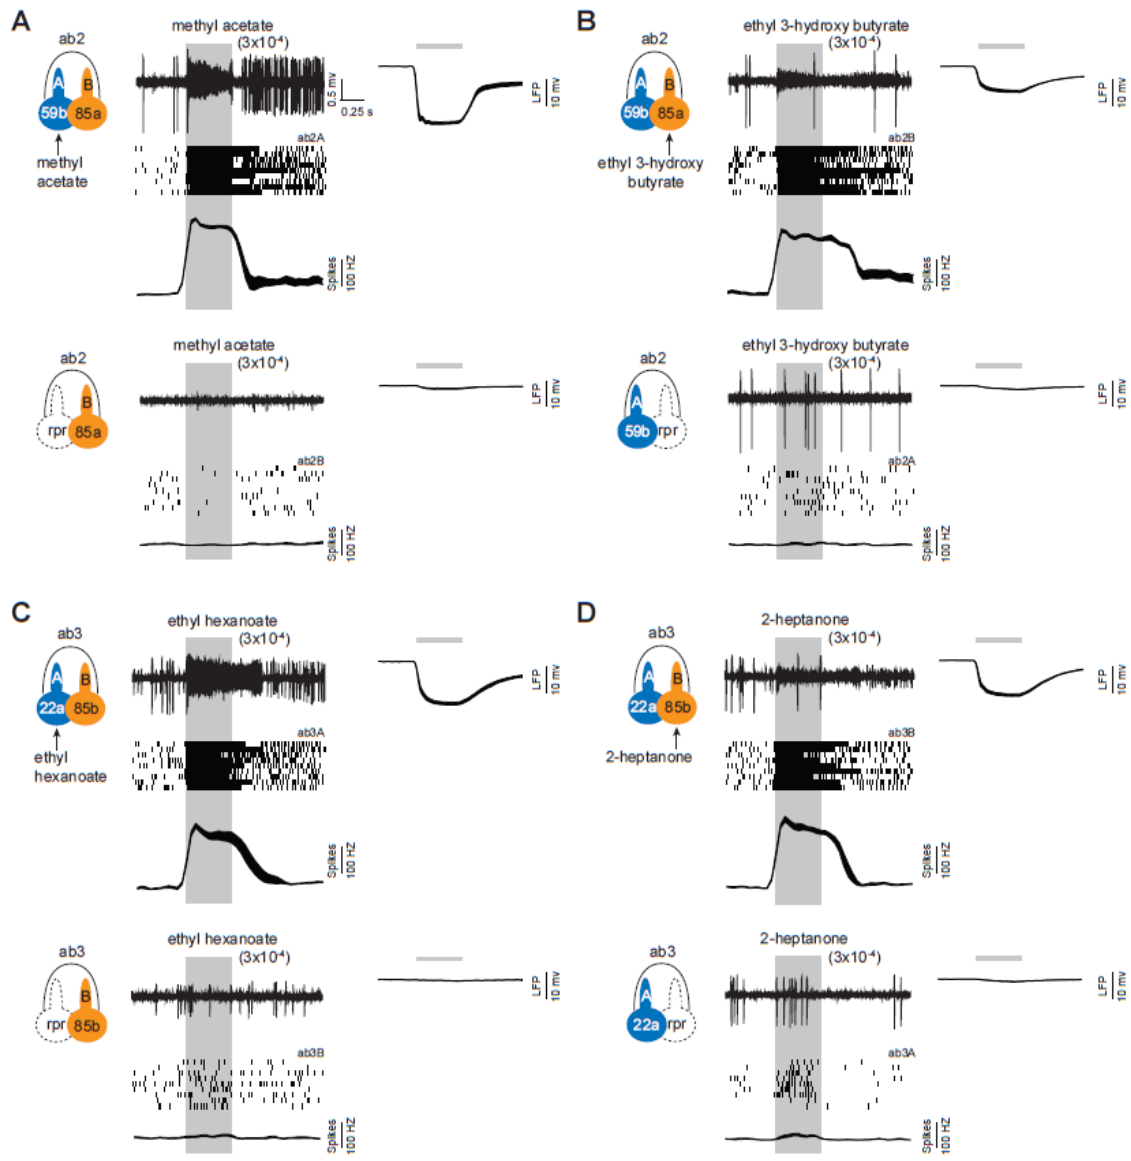 A
methyl acetate
(3x10⁻⁴)
ab2
A B
59b 85a
methyl
acetate
0.5 mv
0.25 s
LFP
10 mv
ab2A
Spikes
100 HZ
methyl acetate
(3x10⁻⁴)
ab2
B
rpr 85a
LFP
10 mv
ab2B
Spikes
100 HZ
B
ethyl 3-hydroxy butyrate
(3x10⁻⁴)
ab2
A B
59b 85a
ethyl 3-hydroxy
butyrate
LFP
10 mv
ab2B
Spikes
100 HZ
ethyl 3-hydroxy butyrate
(3x10⁻⁴)
ab2
A
59b rpr
LFP
10 mv
ab2A
Spikes
100 HZ
C
ethyl hexanoate
(3x10⁻⁴)
ab3
A B
22a 85b
ethyl
hexanoate
LFP
10 mv
ab3A
Spikes
100 HZ
ethyl hexanoate
(3x10⁻⁴)
ab3
B
rpr 85b
LFP
10 mv
ab3B
Spikes
100 HZ
D
2-heptanone
(3x10⁻⁴)
ab3
A B
22a 85b
2-heptanone
LFP
10 mv
ab3B
Spikes
100 HZ
2-heptanone
(3x10⁻⁴)
ab3
A
22a rpr
LFP
10 mv
ab3A
Spikes
100 HZ